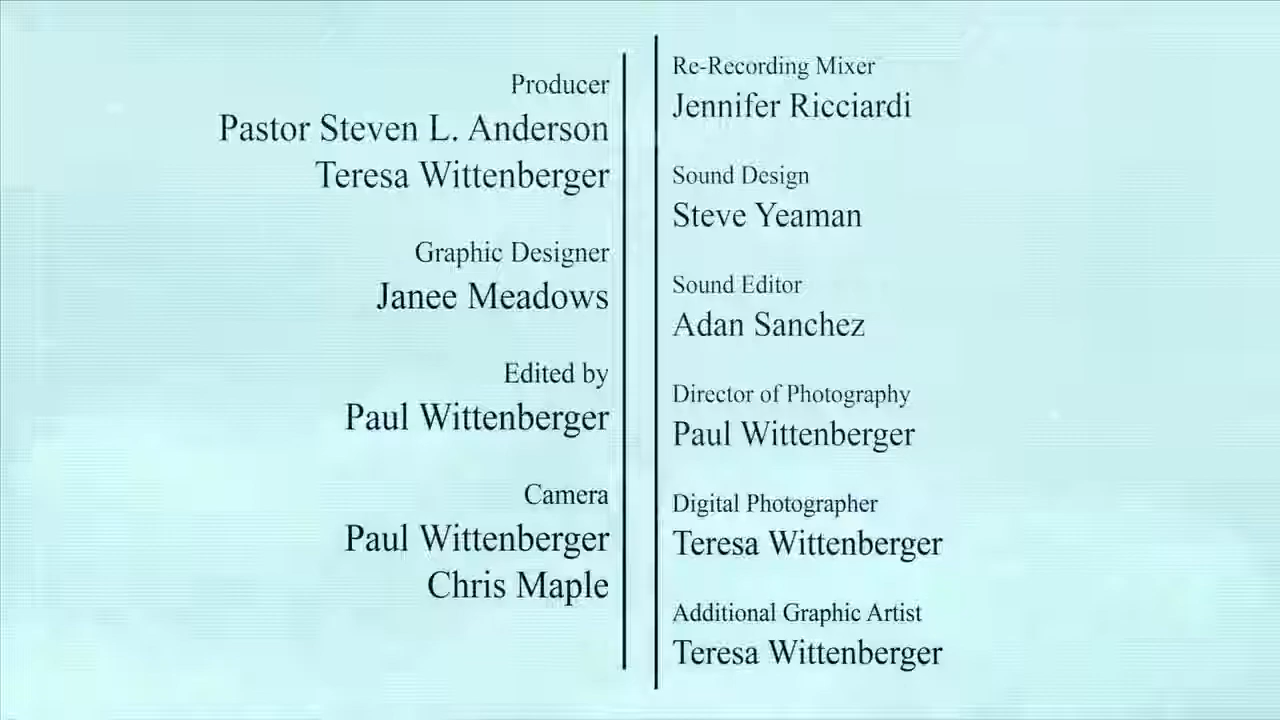 Producer
Pastor Steven L. Anderson
Teresa Wittenberger
Graphic Designer
Janee Meadows
Edited by
Paul Wittenberger
Camera
Paul Wittenberger
Chris Maple
Re-Recording Mixer
Jennifer Ricciardi
Sound Design
Steve Yeaman
Sound Editor
Adan Sanchez
Director of Photography
Paul Wittenberger
Digital Photographer
Teresa Wittenberger
Additional Graphic Artist
Teresa Wittenberger